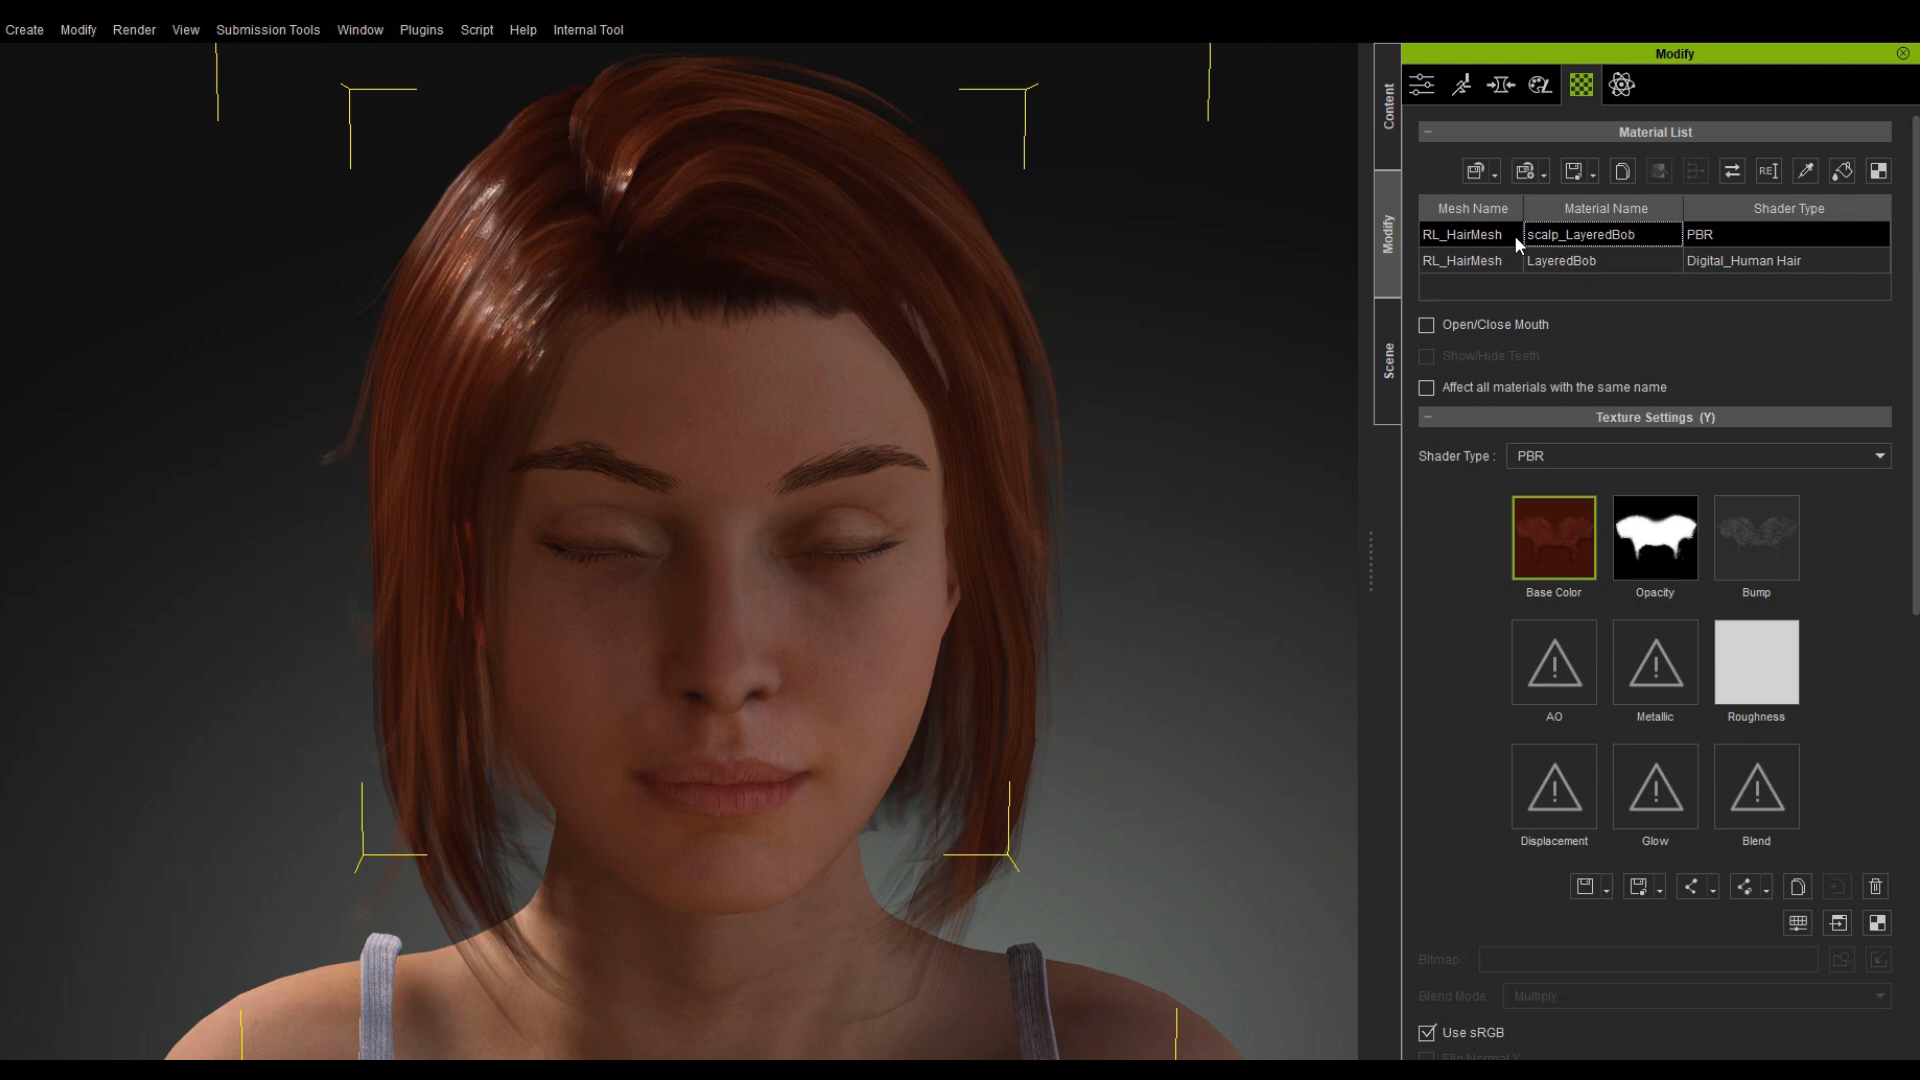 Create Modify Render View Submission Tools Window Plugins Script Help Internal Tool
Modify
Content
Modify
Scene
Material List
RE
Mesh Name Material Name Shader Type
RL_HairMesh scalp_LayeredBob PBR
RL_HairMesh LayeredBob Digital_Human Hair
Open/Close Mouth
Show/Hide Teeth
Affect all materials with the same name
Texture Settings (Y)
Shader Type : PBR
Base Color Opacity Bump
AO Metallic Roughness
Displacement Glow Blend
Bitmap :
Blend Mode : Multiply
Use sRGB
Flip Normal Y